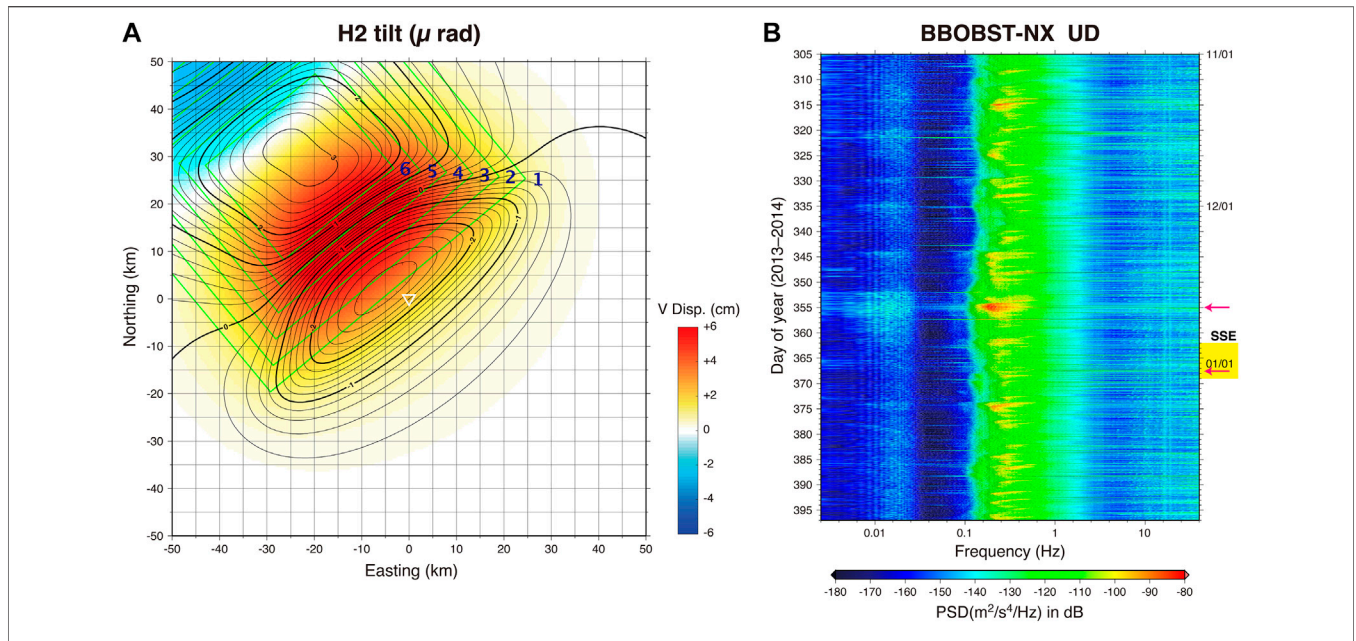 A
H2 tilt (μ rad)
50
40
30
20
10
0
-10
-20
-30
-40
-50
Northing (km)
-50 -40 -30 -20 -10 0 10 20 30 40 50
Easting (km)
6 5 4 3 2 1
V Disp. (cm)
+6
+4
+2
0
-2
-4
-6
B
BBOBST-NX UD
305
310
315
320
325
330
335
340
345
350
355
360
365
370
375
380
385
390
395
Day of year (2013–2014)
11/01
12/01
SSE
01/01
0.01 0.1 1 10
Frequency (Hz)
-180 -170 -160 -150 -140 -130 -120 -110 -100 -90 -80
PSD(m²/s⁴/Hz) in dB